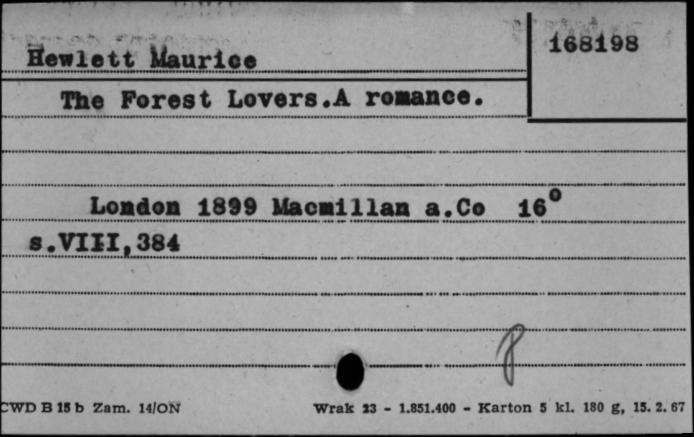 Hewlett Maurice
168198
The Forest Lovers.A romance.
London 1899 Macmillan a.Co 16°
s.VIII,384
CWD B 15 b Zam. 14/ON
Wrak 23 - 1.851.400 - Karton 5 kl. 180 g, 15. 2. 67